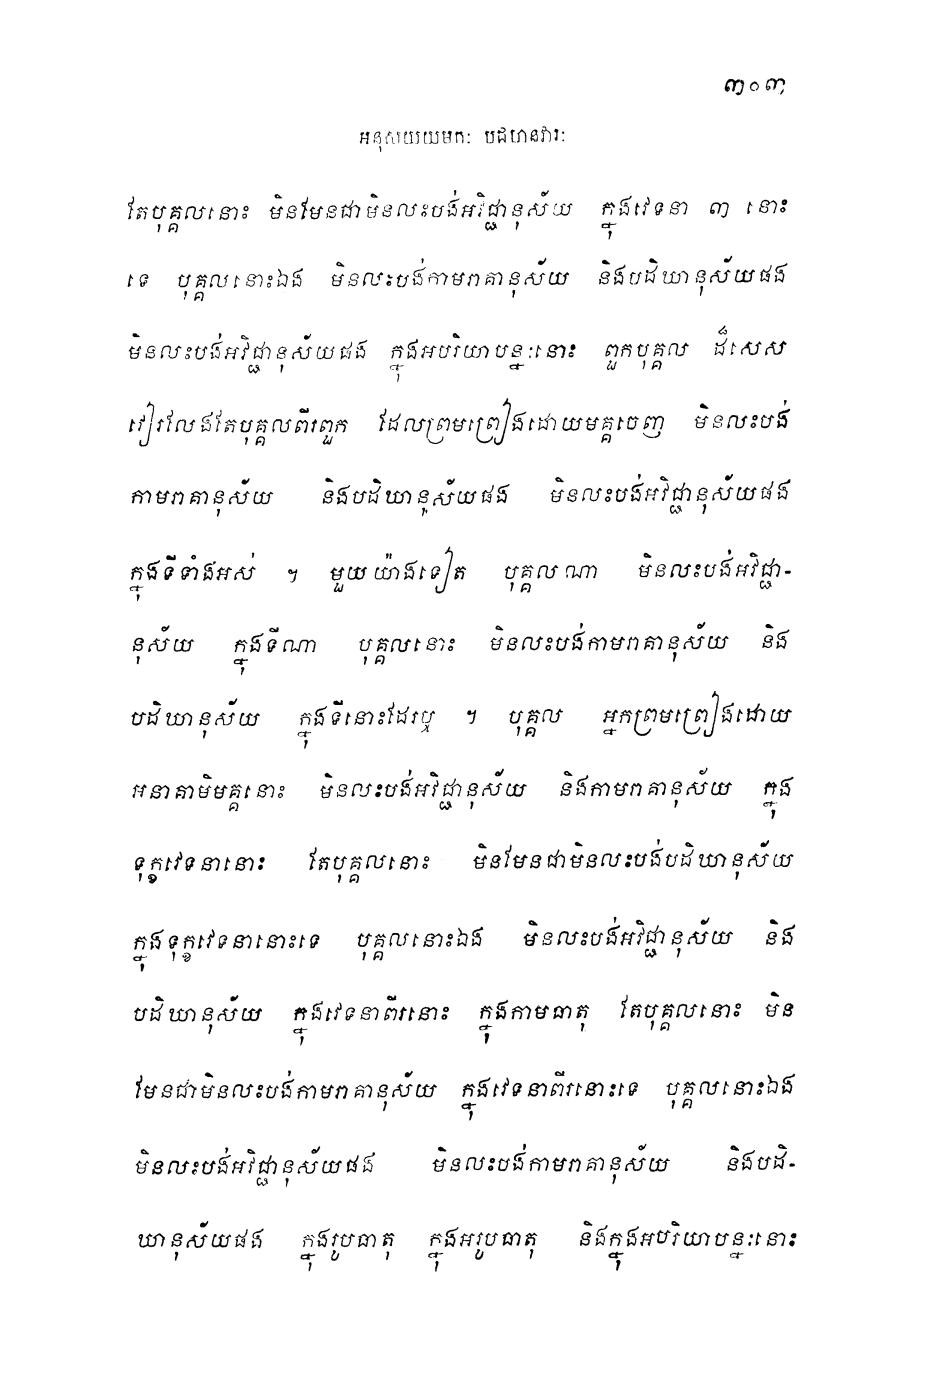 ៣០៣
អនុសយយមកៈ បដហានវារៈ
តែបុគ្គលនោះ មិនមែនជាមិនលះបង់អវិជ្ជានុស័យ ក្នុងវេទនា ៣ នោះ
ទេ បុគ្គលនោះឯង មិនលះបង់កាមរាគានុស័យ និងបដិឃានុស័យផង
មិនលះបង់អវិជ្ជានុស័យផង ក្នុងអបរិយាបន្នៈនោះ ពួកបុគ្គល ដ៏សេស
វៀរលែងតែបុគ្គលពីរពួក ដែលព្រមព្រៀងដោយមគ្គចេញ មិនលះបង់
កាមរាគានុស័យ និងបដិឃានុស័យផង មិនលះបង់អវិជ្ជានុស័យផង
ក្នុងទីទាំងអស់ ។ មួយយ៉ាងទៀត បុគ្គលណា មិនលះបង់អវិជ្ជា-
នុស័យ ក្នុងទីណា បុគ្គលនោះ មិនលះបង់កាមរាគានុស័យ និង
បដិឃានុស័យ ក្នុងទីនោះដែរឬ ។ បុគ្គល អ្នកព្រមព្រៀងដោយ
អនាគាមិមគ្គនោះ មិនលះបង់អវិជ្ជានុស័យ និងកាមរាគានុស័យ ក្នុង
ទុក្ខវេទនានោះ តែបុគ្គលនោះ មិនមែនជាមិនលះបង់បដិឃានុស័យ
ក្នុងទុក្ខវេទនានោះទេ បុគ្គលនោះឯង មិនលះបង់អវិជ្ជានុស័យ និង
បដិឃានុស័យ ក្នុងវេទនាពីរនោះ ក្នុងកាមធាតុ តែបុគ្គលនោះ មិន
មែនជាមិនលះបង់កាមរាគានុស័យ ក្នុងវេទនាពីរនោះទេ បុគ្គលនោះឯង
មិនលះបង់អវិជ្ជានុស័យផង មិនលះបង់កាមរាគានុស័យ និងបដិ-
ឃានុស័យផង ក្នុងរូបធាតុ ក្នុងអរូបធាតុ និងក្នុងអបរិយាបន្នៈនោះ